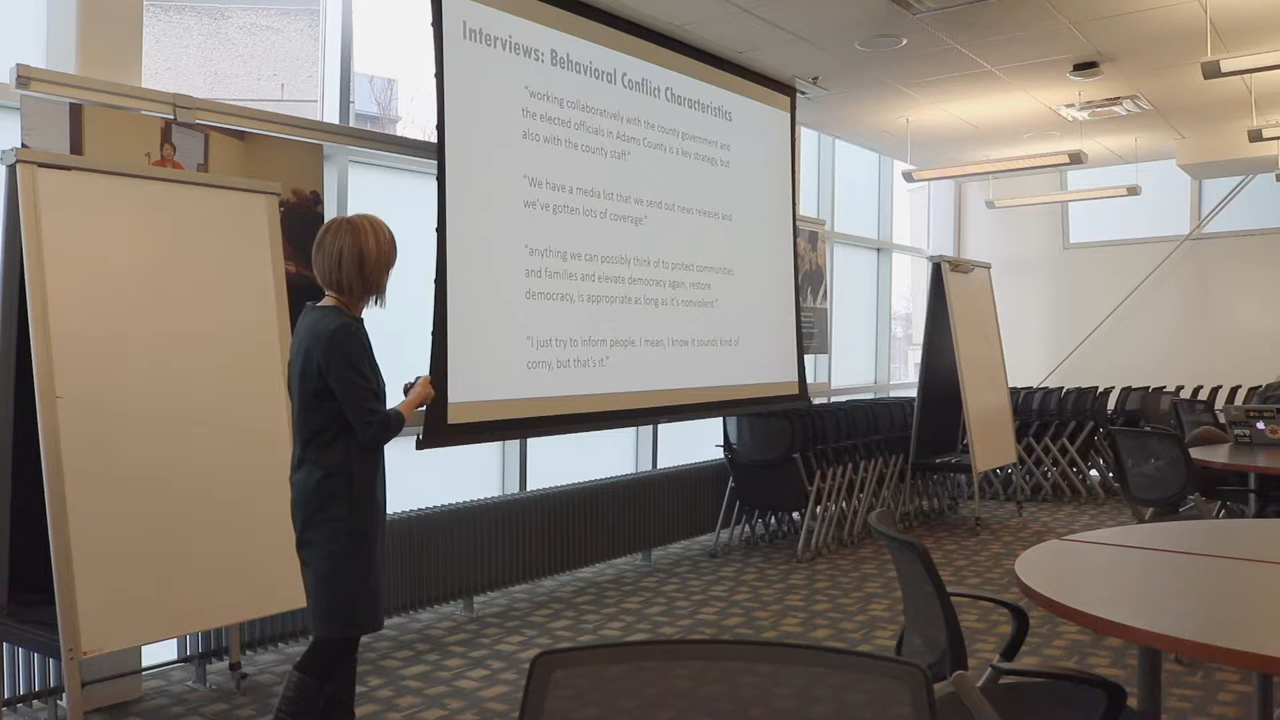 Interviews: Behavioral Conflict Characteristics
"working collaboratively with the county government and
the elected officials in Adams County is a key strategy, but
also with the county staff."
"We have a media list that we send out news releases and
we've gotten lots of coverage."
"anything we can possibly think of to protect communities
and families and elevate democracy again, restore
democracy, is appropriate as long as it's nonviolent."
"I just try to inform people. I mean, I know it sounds kind of
corny, but that's it."